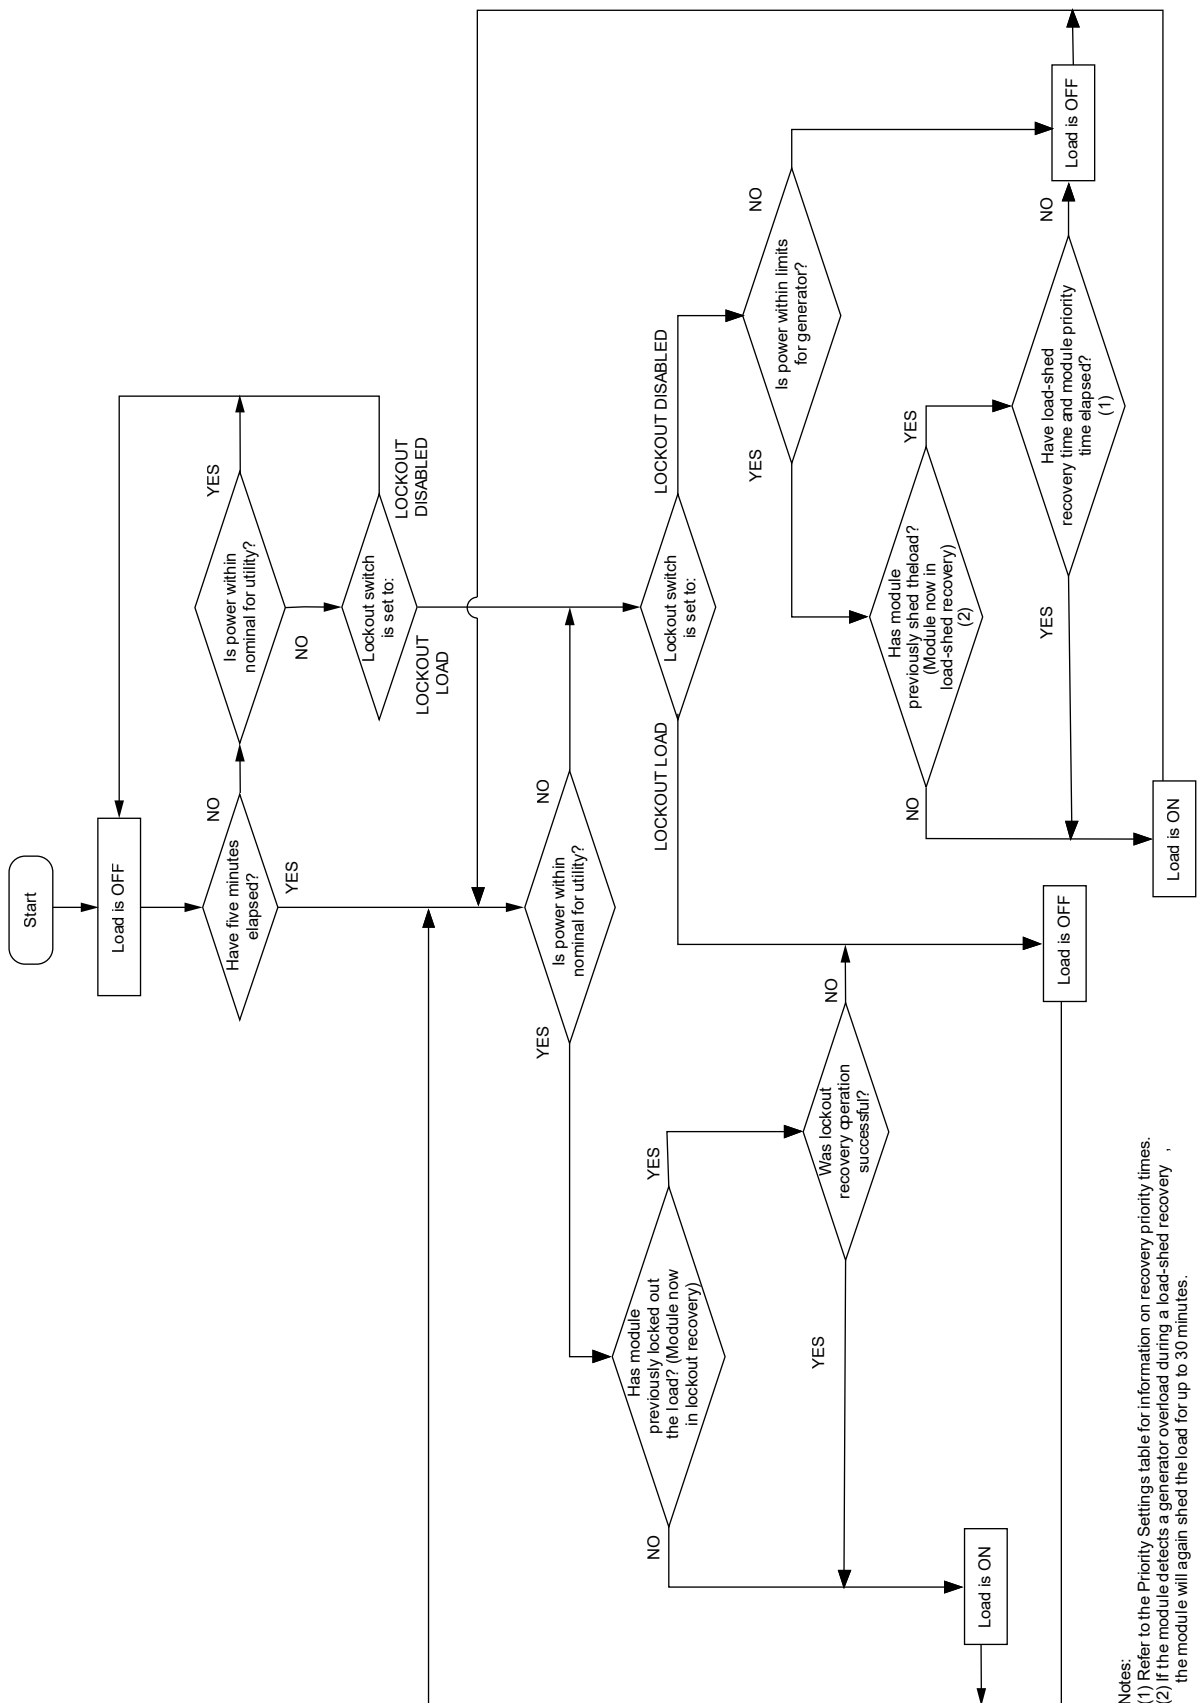 Start
Load is OFF
Have five minutes
elapsed?
NO
YES
Is power within
nominal for utility?
YES
NO
Lockout switch
is set to:
LOCKOUT
DISABLED
LOCKOUT
LOAD
Is power within
nominal for utility?
YES
NO
Lockout switch
is set to:
LOCKOUT LOAD
LOCKOUT DISABLED
Has module
previously locked out
the load? (Module now
in lockout recovery)
NO
YES
Was lockout
recovery operation
successful?
YES
NO
Is power within limits
for generator?
YES
NO
Has module
previously shed theload?
(Module now in
load-shed recovery)
(2)
NO
YES
Have load-shed
recovery time and module priority
time elapsed?
(1)
YES
NO
Load is ON
Load is OFF
Load is ON
Load is OFF
Notes:
(1) Refer to the Priority Settings table for information on recovery priority times.
(2) If the module detects a generator overload during a load-shed recovery ,
the module will again shed the load for up to 30 minutes.